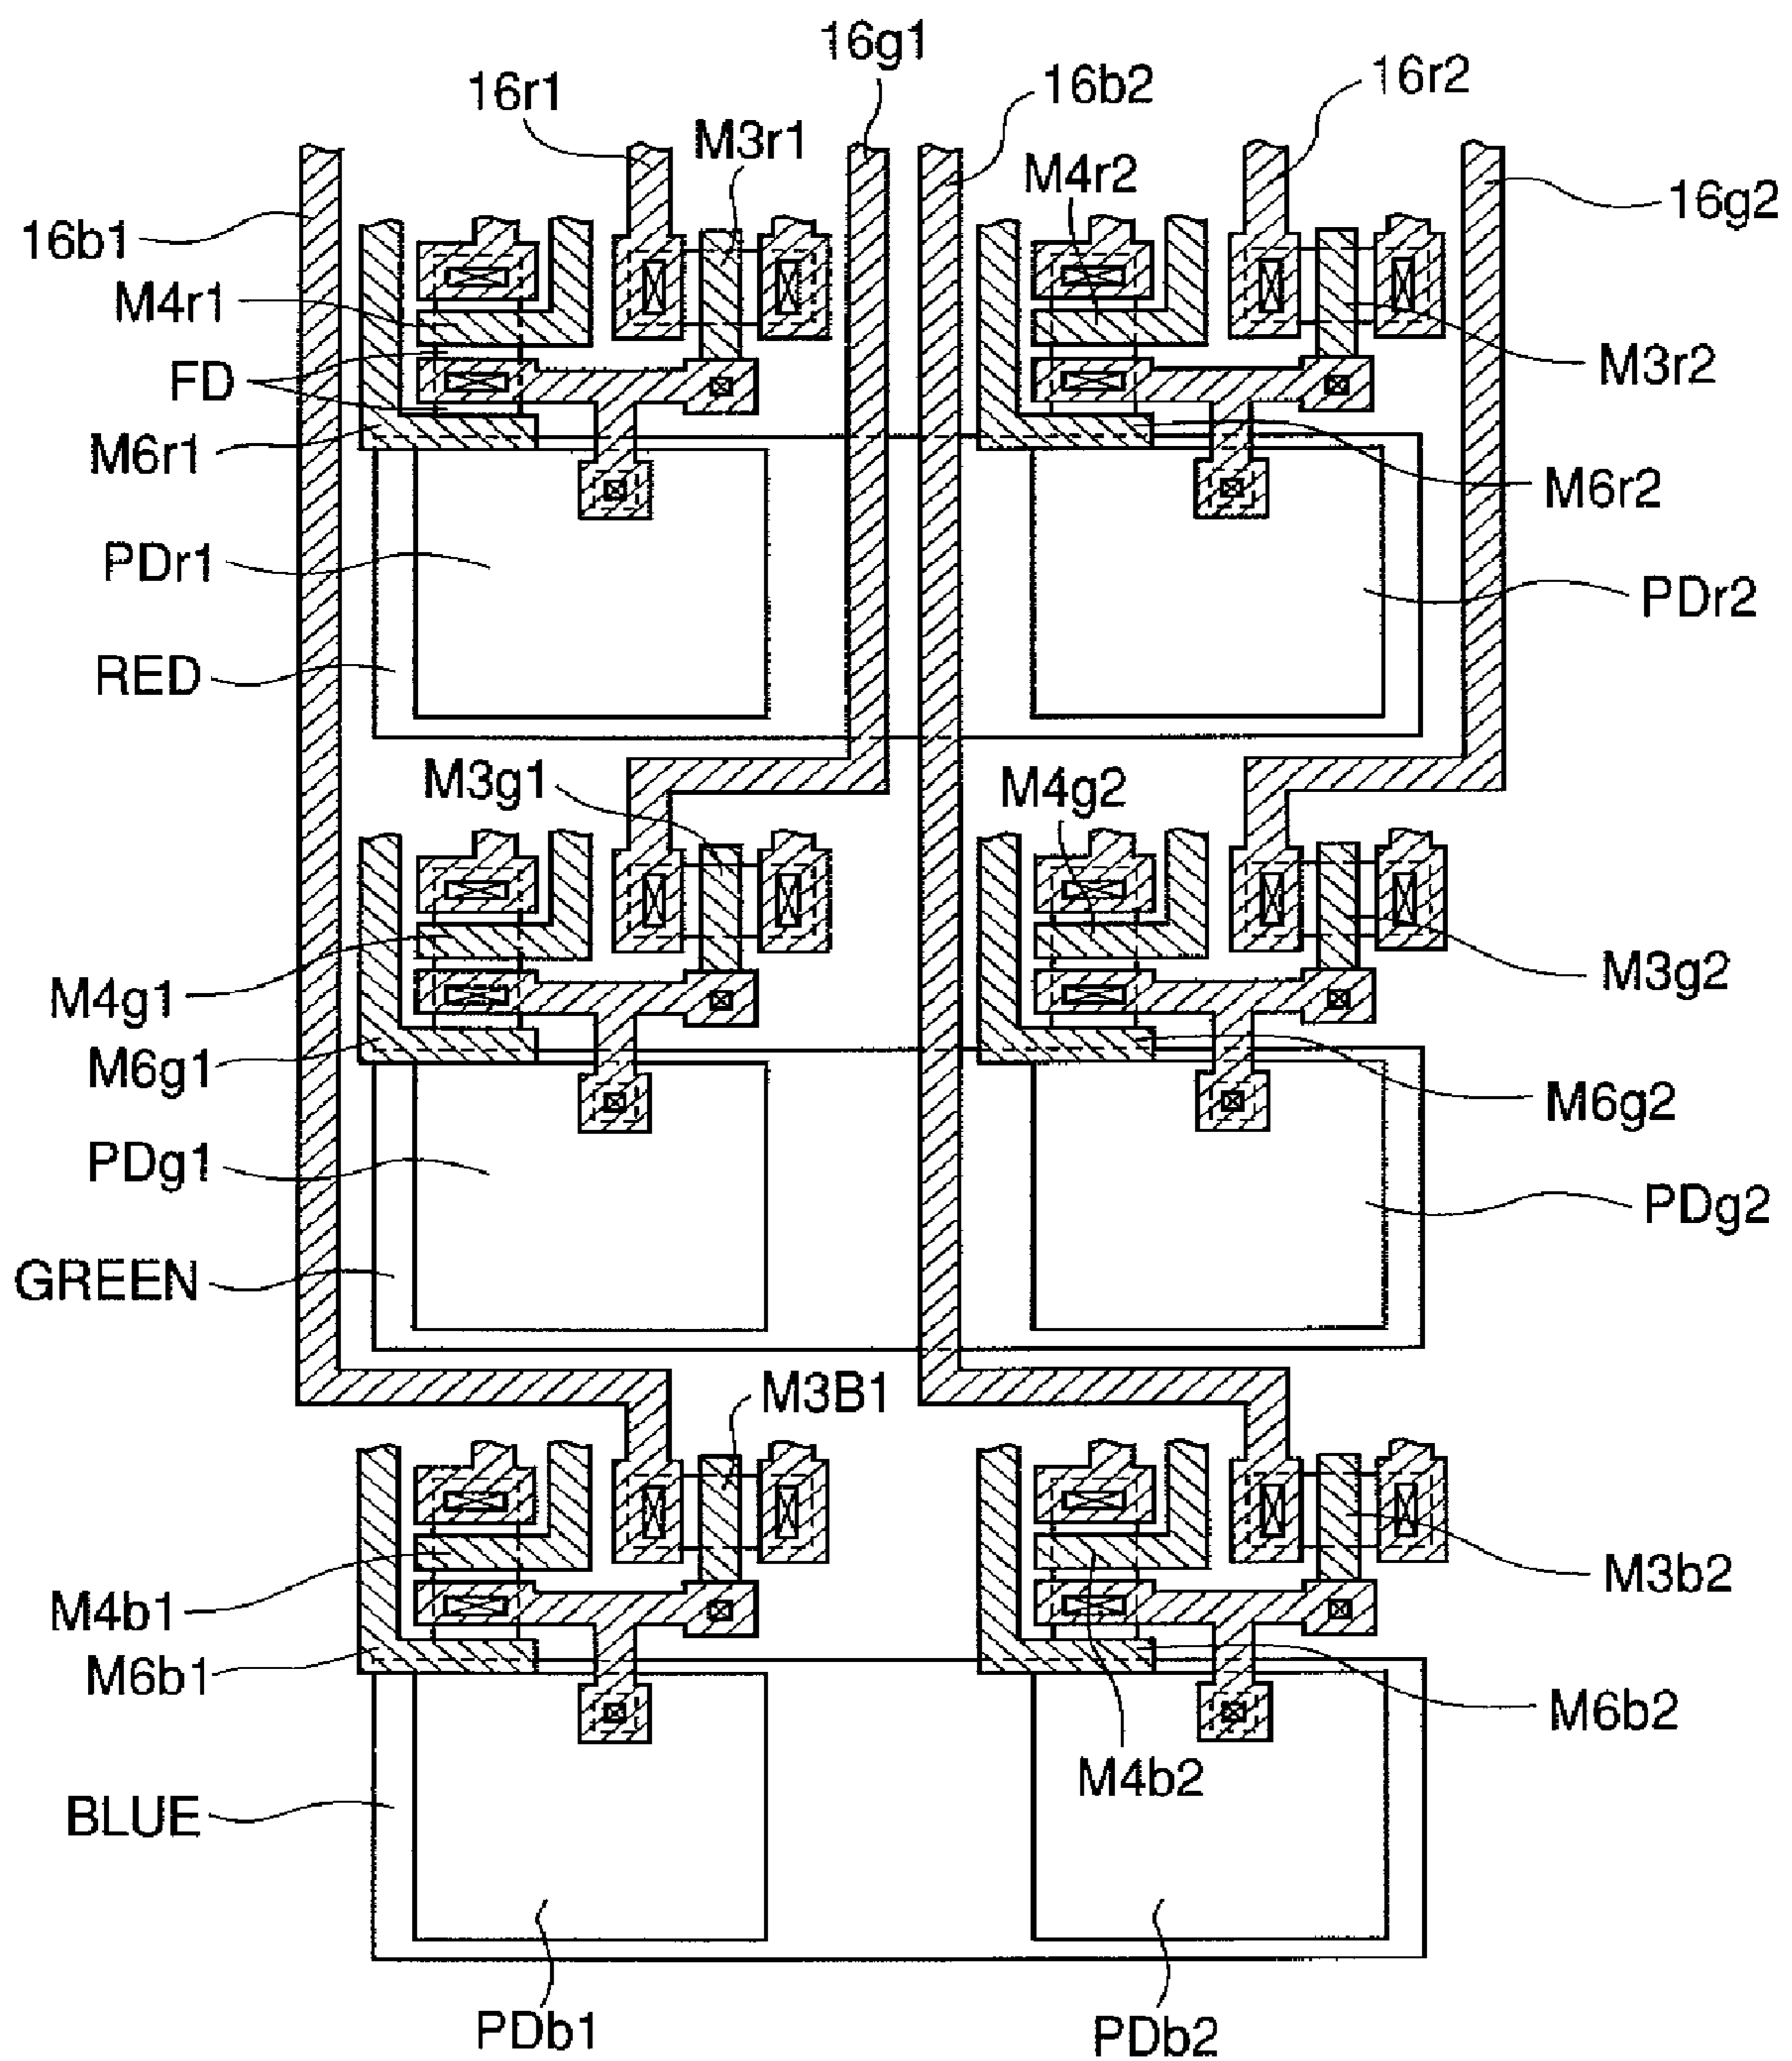 16g1
16r1
16b2
16r2
M3r1
M4r2
16b1
16g2
M4r1
M3r2
FD
M6r1
M6r2
PDr1
PDr2
RED
M3g1
M4g2
M4g1
M3g2
M6g1
M6g2
PDg1
PDg2
GREEN
M3B1
M4b1
M3b2
M6b1
M6b2
M4b2
BLUE
PDb1
PDb2